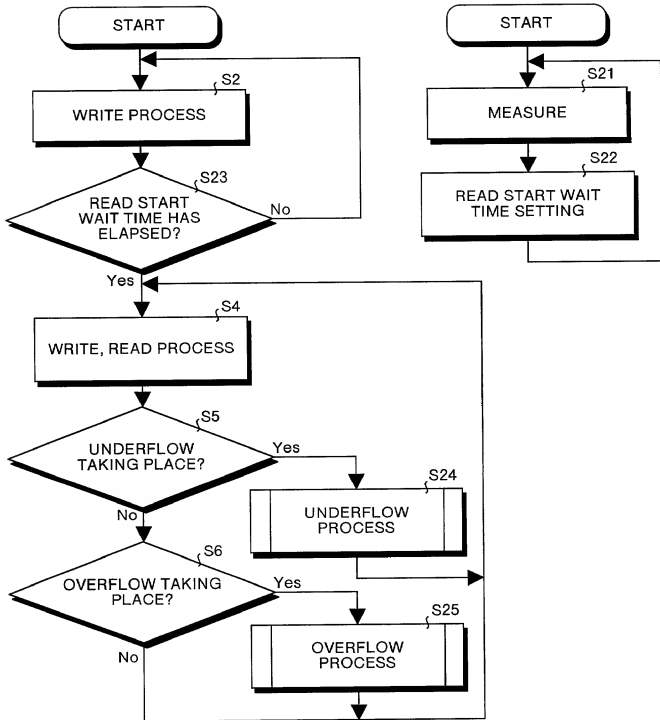 START
S2
WRITE PROCESS
S23
READ START
WAIT TIME HAS
ELAPSED?
No
Yes
S4
WRITE, READ PROCESS
S5
UNDERFLOW
TAKING PLACE?
Yes
No
S24
UNDERFLOW
PROCESS
S6
OVERFLOW TAKING
PLACE?
Yes
No
S25
OVERFLOW
PROCESS
START
S21
MEASURE
S22
READ START WAIT
TIME SETTING